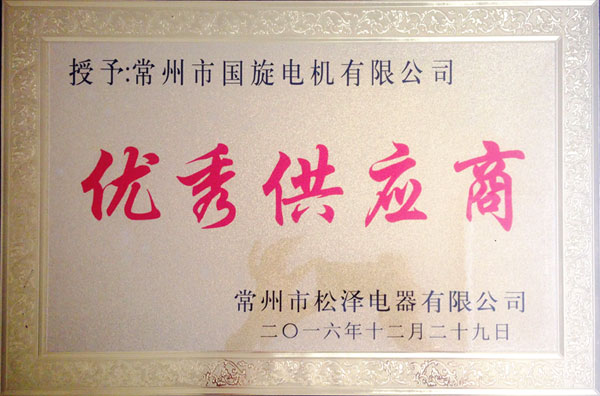 授予:常州市国旋电机有限公司
优秀供应商
常州市松泽电器有限公司
二〇一六年十二月二十九日